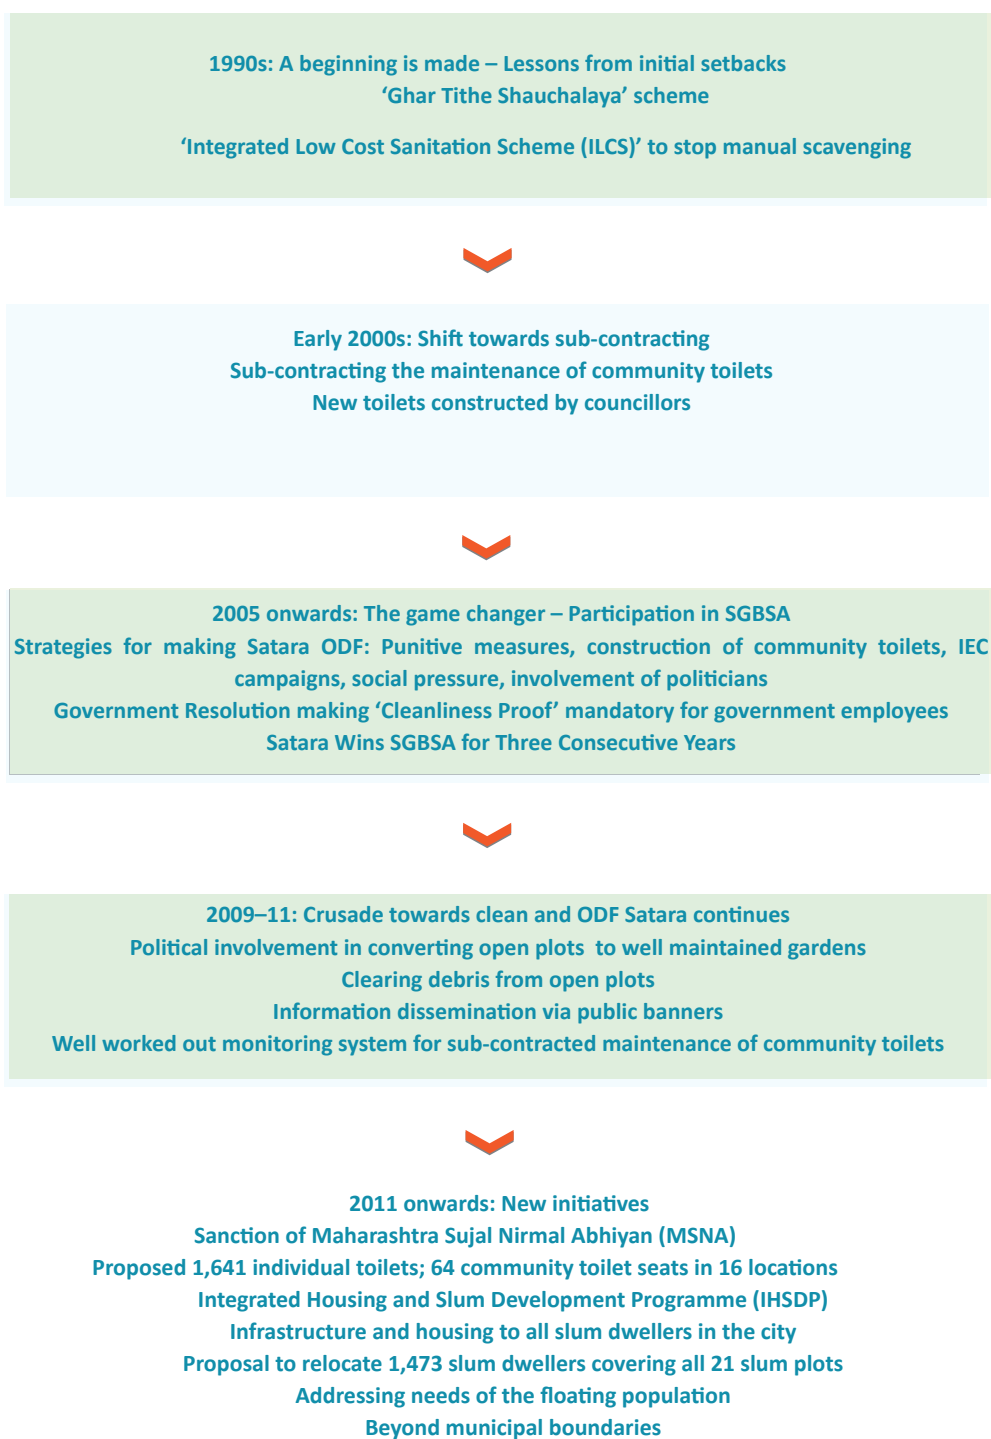 1990s: A beginning is made – Lessons from initial setbacks
‘Ghar Tithe Shauchalaya’ scheme
‘Integrated Low Cost Sanitation Scheme (ILCS)’ to stop manual scavenging
Early 2000s: Shift towards sub-contracting
Sub-contracting the maintenance of community toilets
New toilets constructed by councillors
2005 onwards: The game changer – Participation in SGBSA
Strategies for making Satara ODF: Punitive measures, construction of community toilets, IEC
campaigns, social pressure, involvement of politicians
Government Resolution making ‘Cleanliness Proof’ mandatory for government employees
Satara Wins SGBSA for Three Consecutive Years
2009–11: Crusade towards clean and ODF Satara continues
Political involvement in converting open plots to well maintained gardens
Clearing debris from open plots
Information dissemination via public banners
Well worked out monitoring system for sub-contracted maintenance of community toilets
2011 onwards: New initiatives
Sanction of Maharashtra Sujal Nirmal Abhiyan (MSNA)
Proposed 1,641 individual toilets; 64 community toilet seats in 16 locations
Integrated Housing and Slum Development Programme (IHSDP)
Infrastructure and housing to all slum dwellers in the city
Proposal to relocate 1,473 slum dwellers covering all 21 slum plots
Addressing needs of the floating population
Beyond municipal boundaries